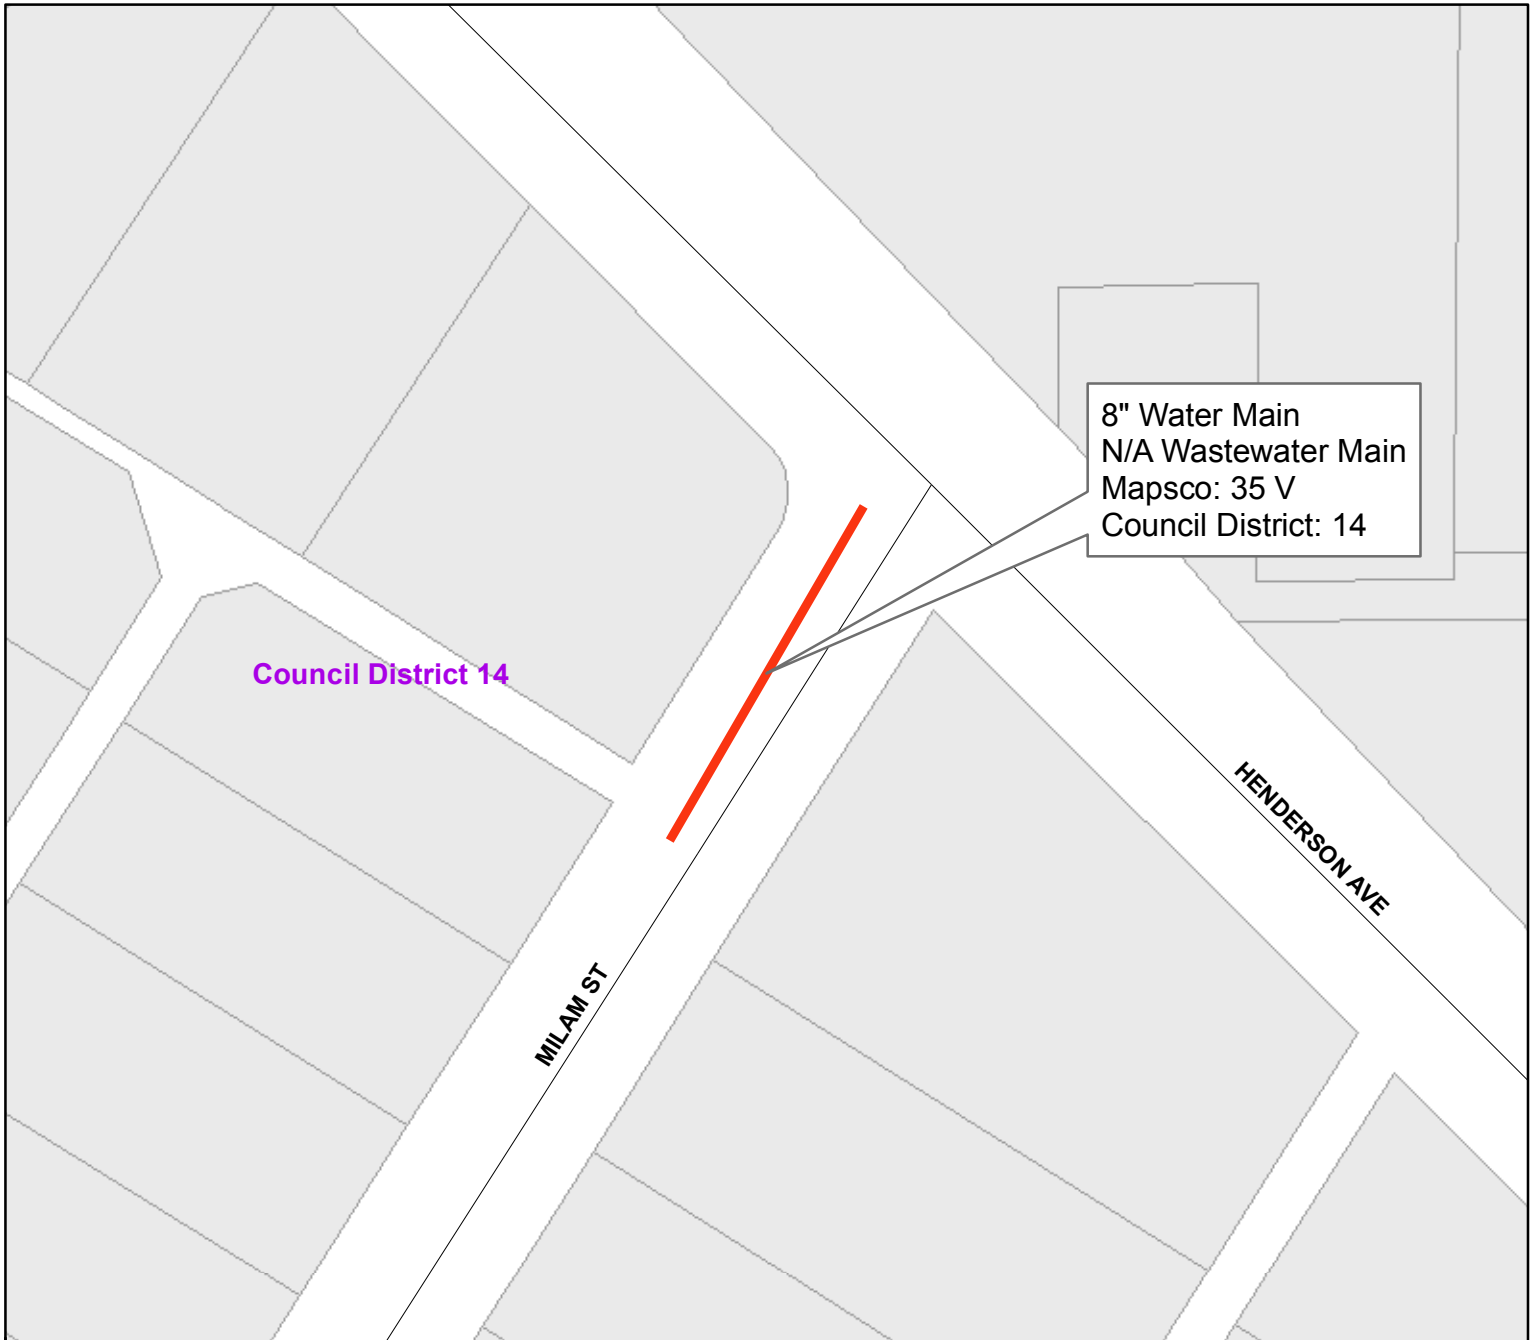 8" Water Main
N/A Wastewater Main
Mapsco: 35 V
Council District: 14
Council District 14
HENDERSON AVE
MILAM ST